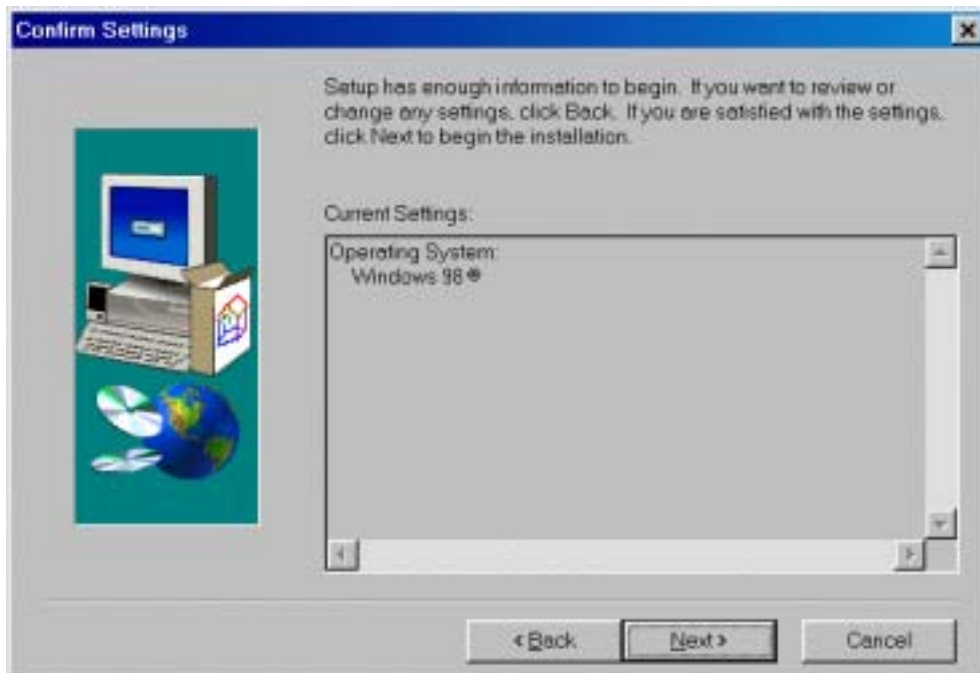 Confirm Settings
Setup has enough information to begin. If you want to review or
change any settings, click Back. If you are satisfied with the settings,
click Next to begin the installation.
Current Settings:
Operating System:
Windows 98 ®
< Back
Next >
Cancel